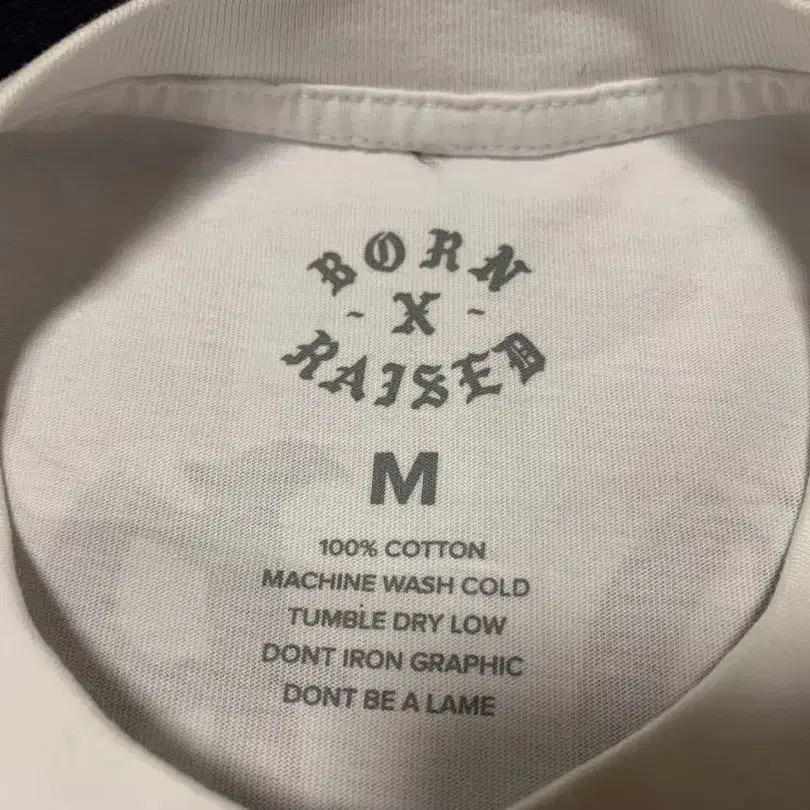 BORN
- X -
RAISED
M
100% COTTON
MACHINE WASH COLD
TUMBLE DRY LOW
DONT IRON GRAPHIC
DONT BE A LAME